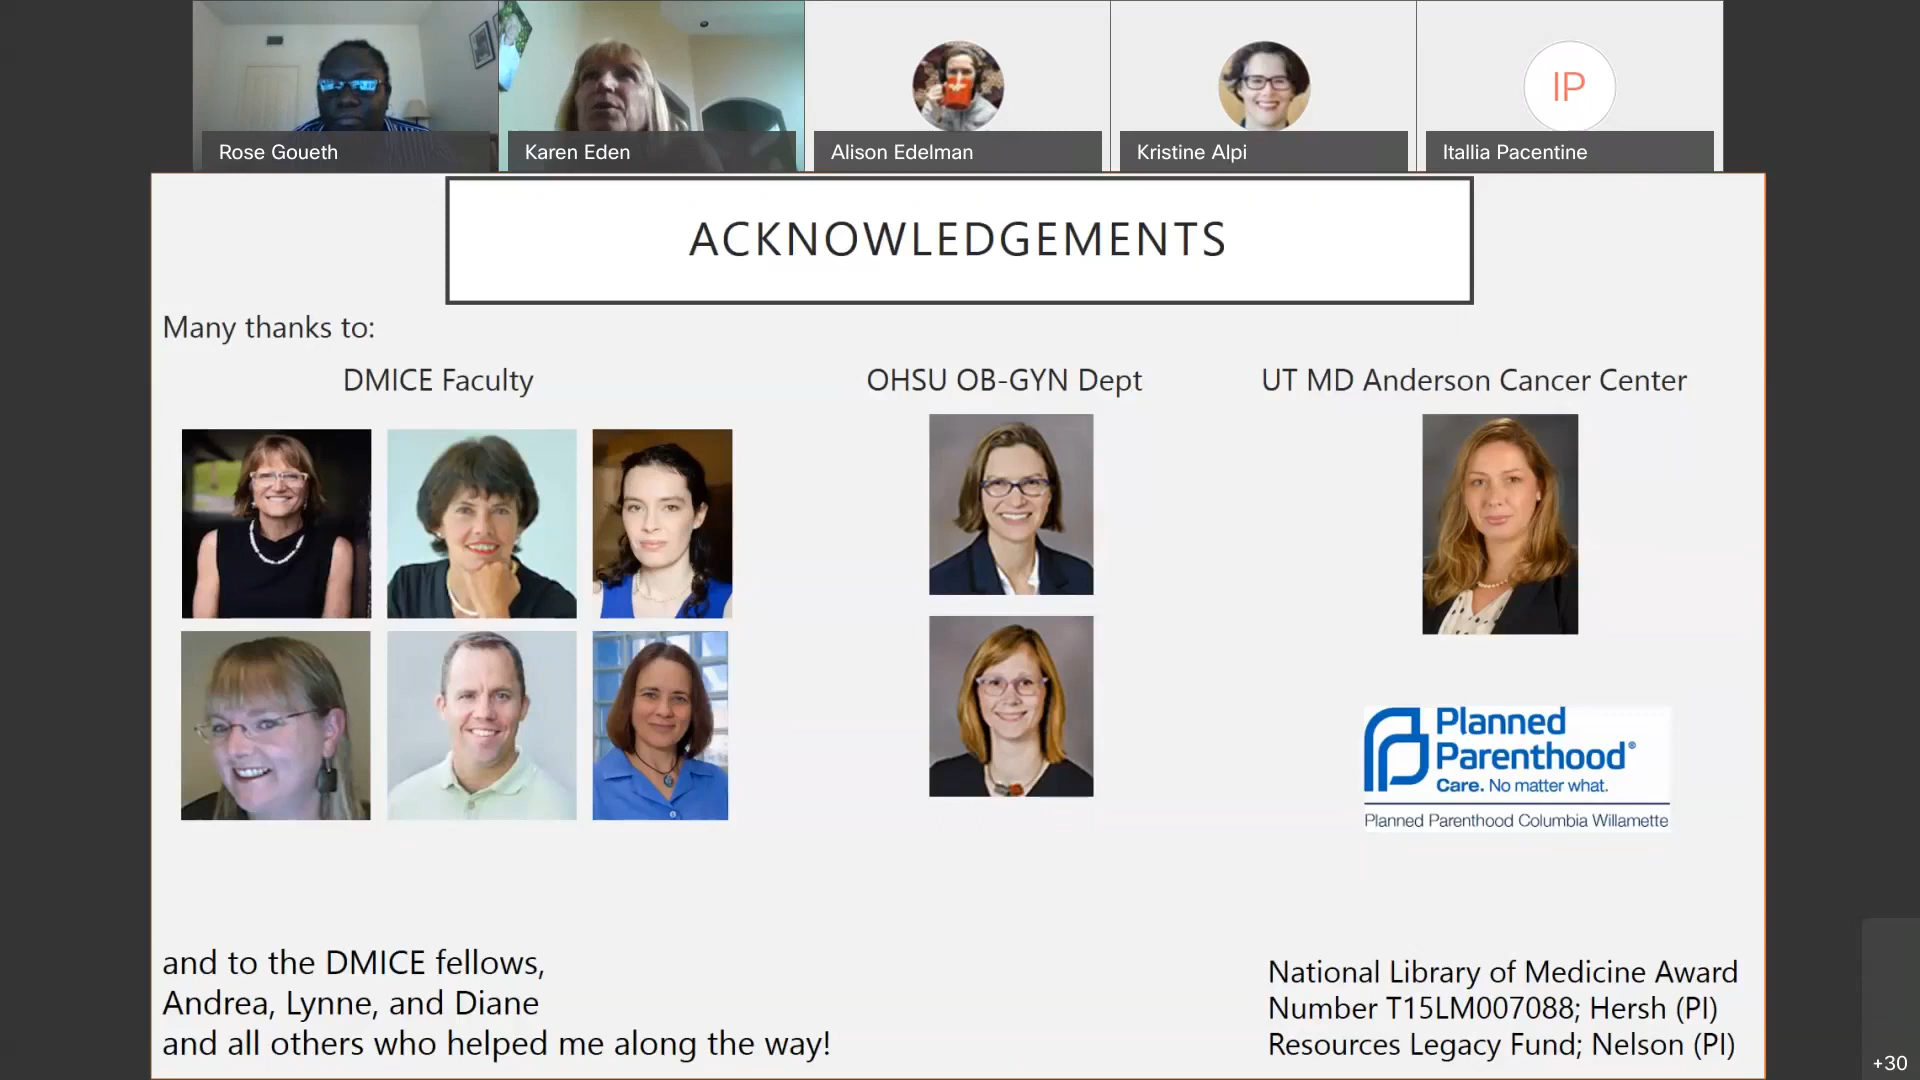 Rose Goueth
Karen Eden
Alison Edelman
Kristine Alpi
IP
Itallia Pacentine
ACKNOWLEDGEMENTS
Many thanks to:
DMICE Faculty
OHSU OB-GYN Dept
UT MD Anderson Cancer Center
Planned
Parenthood®
Care. No matter what.
Planned Parenthood Columbia Willamette
and to the DMICE fellows,
Andrea, Lynne, and Diane
and all others who helped me along the way!
National Library of Medicine Award
Number T15LM007088; Hersh (PI)
Resources Legacy Fund; Nelson (PI)
+30